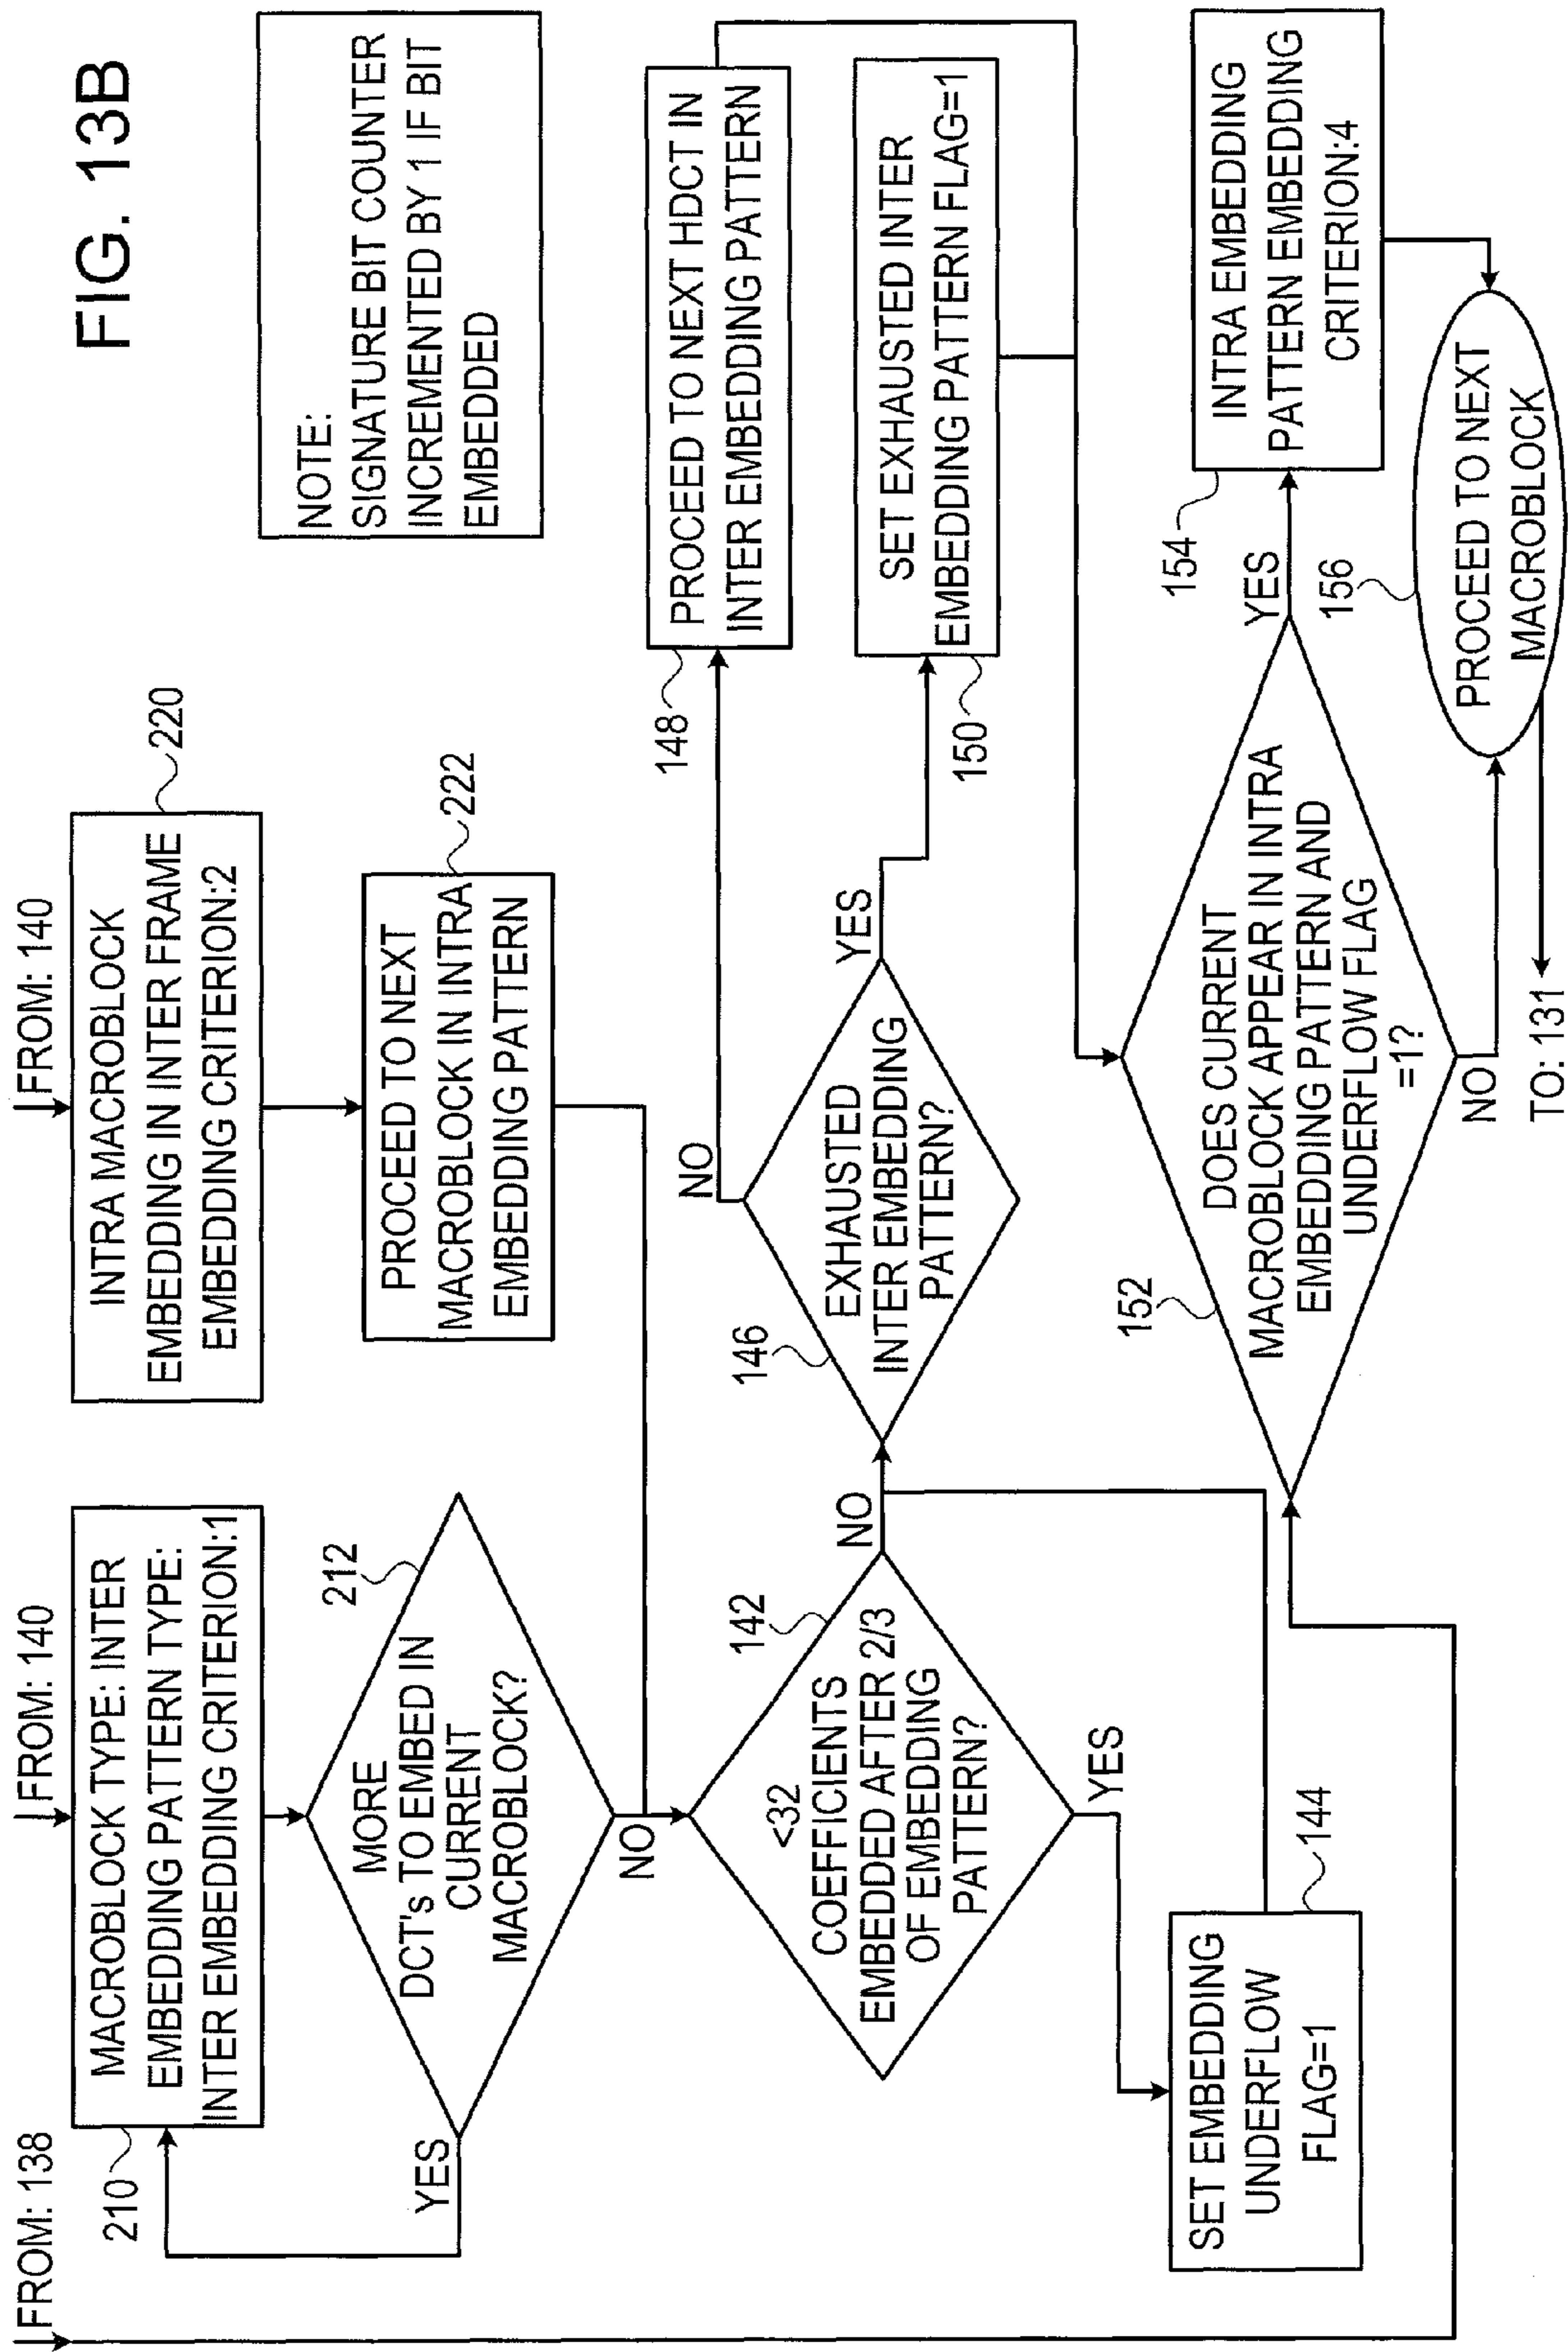 FIG. 13B
NOTE:
SIGNATURE BIT COUNTER
INCREMENTED BY 1 IF BIT
EMBEDDED
FROM: 138
FROM: 140
210
MACROBLOCK TYPE: INTER
EMBEDDING PATTERN TYPE:
INTER EMBEDDING CRITERION:1
212
MORE
DCT's TO EMBED IN
CURRENT
MACROBLOCK?
YES
NO
FROM: 140
220
INTRA MACROBLOCK
EMBEDDING IN INTER FRAME
EMBEDDING CRITERION:2
222
PROCEED TO NEXT
MACROBLOCK IN INTRA
EMBEDDING PATTERN
142
<32
COEFFICIENTS
EMBEDDED AFTER 2/3
OF EMBEDDING
PATTERN?
NO
YES
144
SET EMBEDDING
UNDERFLOW
FLAG=1
146
EXHAUSTED
INTER EMBEDDING
PATTERN?
NO
YES
148
PROCEED TO NEXT HDCT IN
INTER EMBEDDING PATTERN
150
SET EXHAUSTED INTER
EMBEDDING PATTERN FLAG=1
152
DOES CURRENT
MACROBLOCK APPEAR IN INTRA
EMBEDDING PATTERN AND
UNDERFLOW FLAG
=1?
YES
NO
154
INTRA EMBEDDING
PATTERN EMBEDDING
CRITERION:4
156
PROCEED TO NEXT
MACROBLOCK
TO: 131